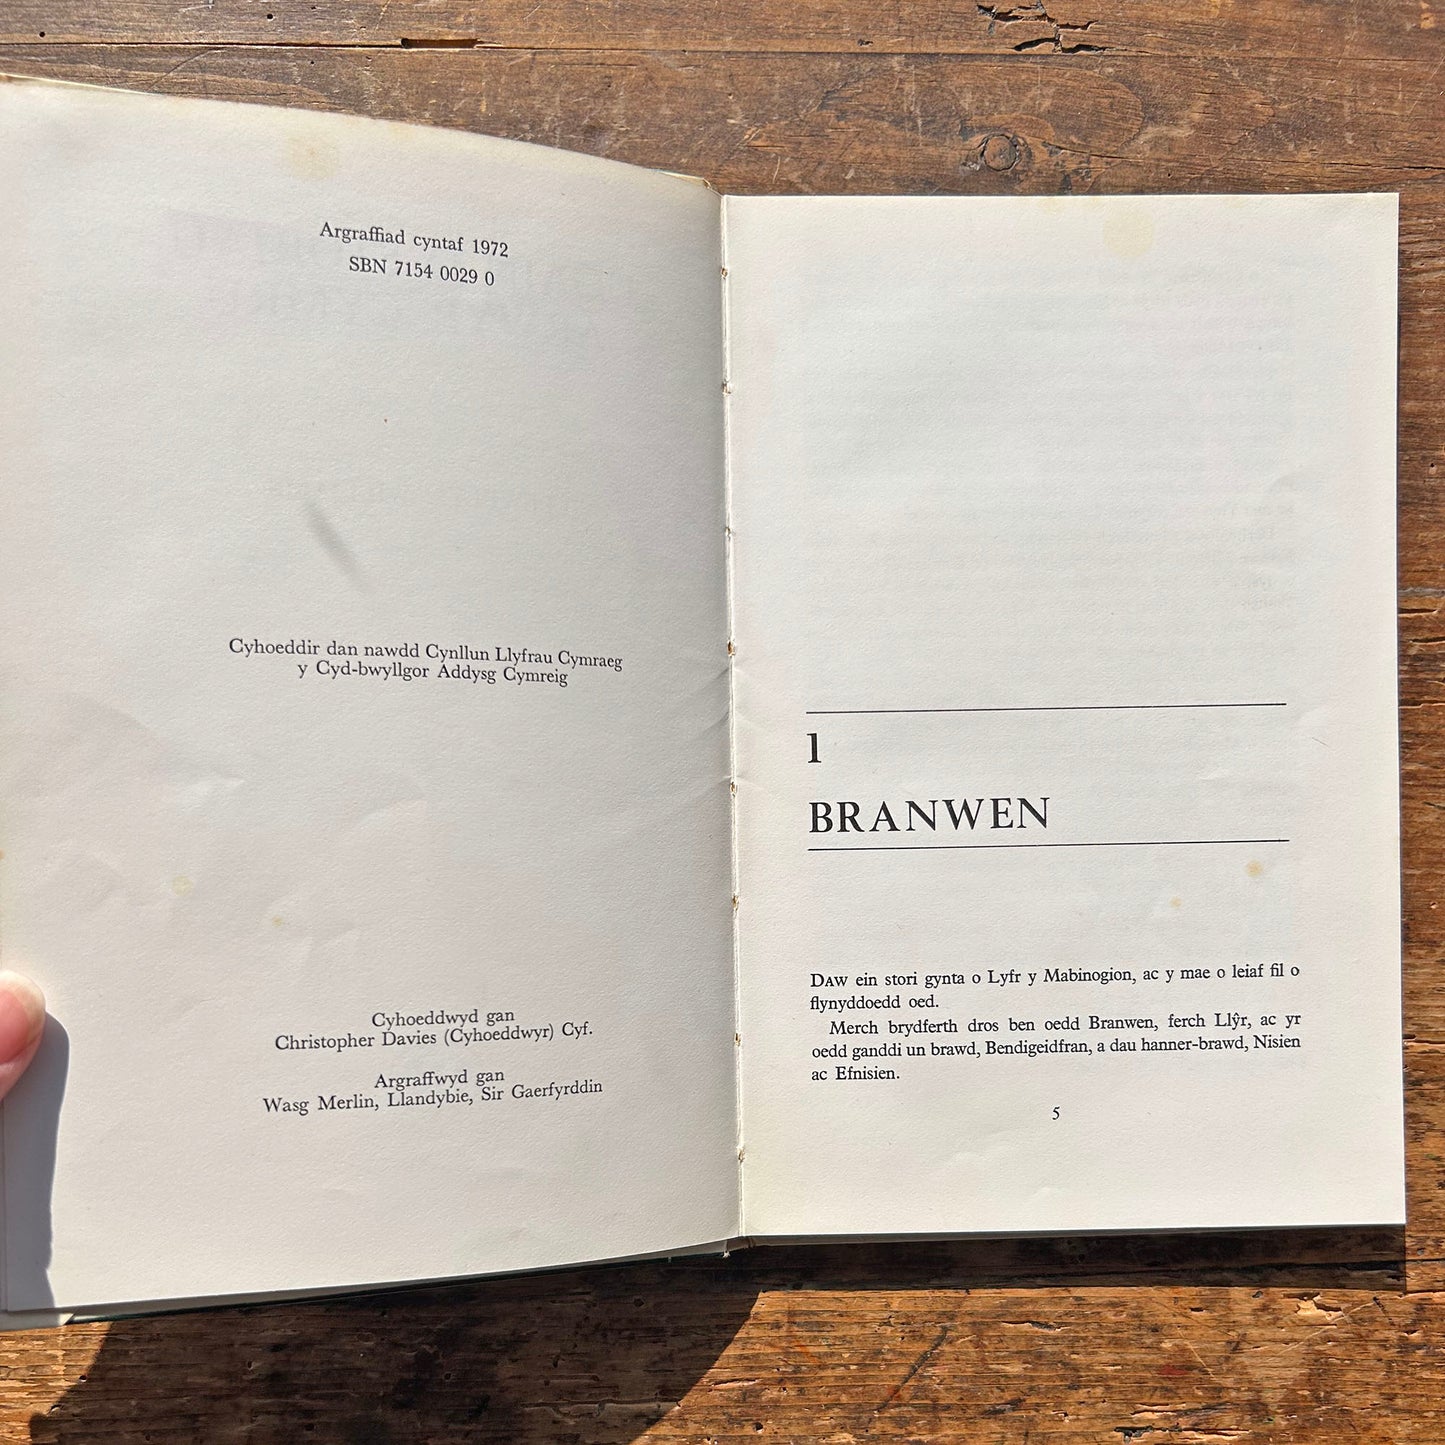 Argraffiad cyntaf 1972
SBN 7154 0029 0
Cyhoeddir dan nawdd Cynllun Llyfrau Cymraeg
y Cyd-bwyllgor Addysg Cymreig
Cyhoeddwyd gan
Christopher Davies (Cyhoeddwyr) Cyf.
Argraffwyd gan
Wasg Merlin, Llandybie, Sir Gaerfyrddin
1
BRANWEN
DAW ein stori gynta o Lyfr y Mabinogion, ac y mae o leiaf fil o
flynyddoedd oed.
Merch brydferth dros ben oedd Branwen, ferch Llŷr, ac yr
oedd ganddi un brawd, Bendigeidfran, a dau hanner-brawd, Nisien
ac Efnisien.
5